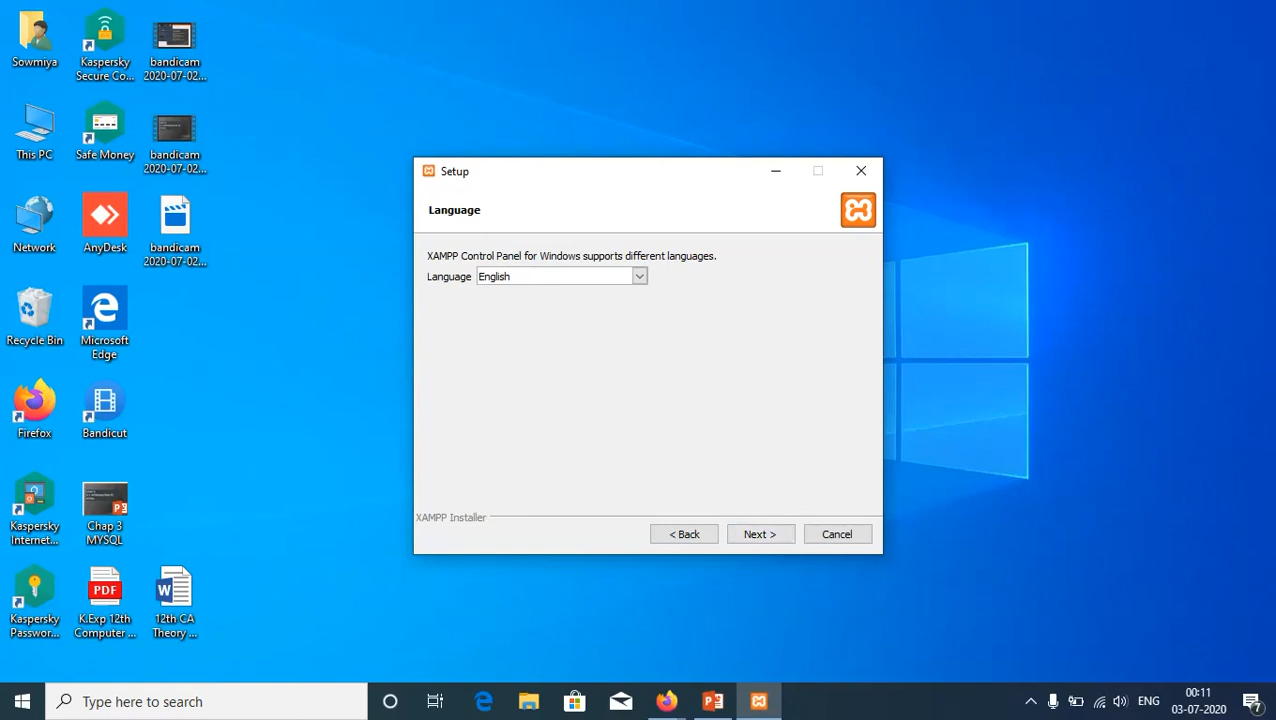 Sowmiya
Kaspersky
Secure Co...
bandicam
2020-07-02...
This PC
Safe Money
bandicam
2020-07-02...
Network
AnyDesk
bandicam
2020-07-02...
Recycle Bin
Microsoft
Edge
Firefox
Bandicut
Kaspersky
Internet...
Chap 3
MYSQL
Kaspersky
Passwor...
PDF
K.Exp 12th
Computer ...
12th CA
Theory ...
Setup
Language
XAMPP Control Panel for Windows supports different languages.
Language English
XAMPP Installer
< Back Next > Cancel
Type here to search
ENG
00:11
03-07-2020
7